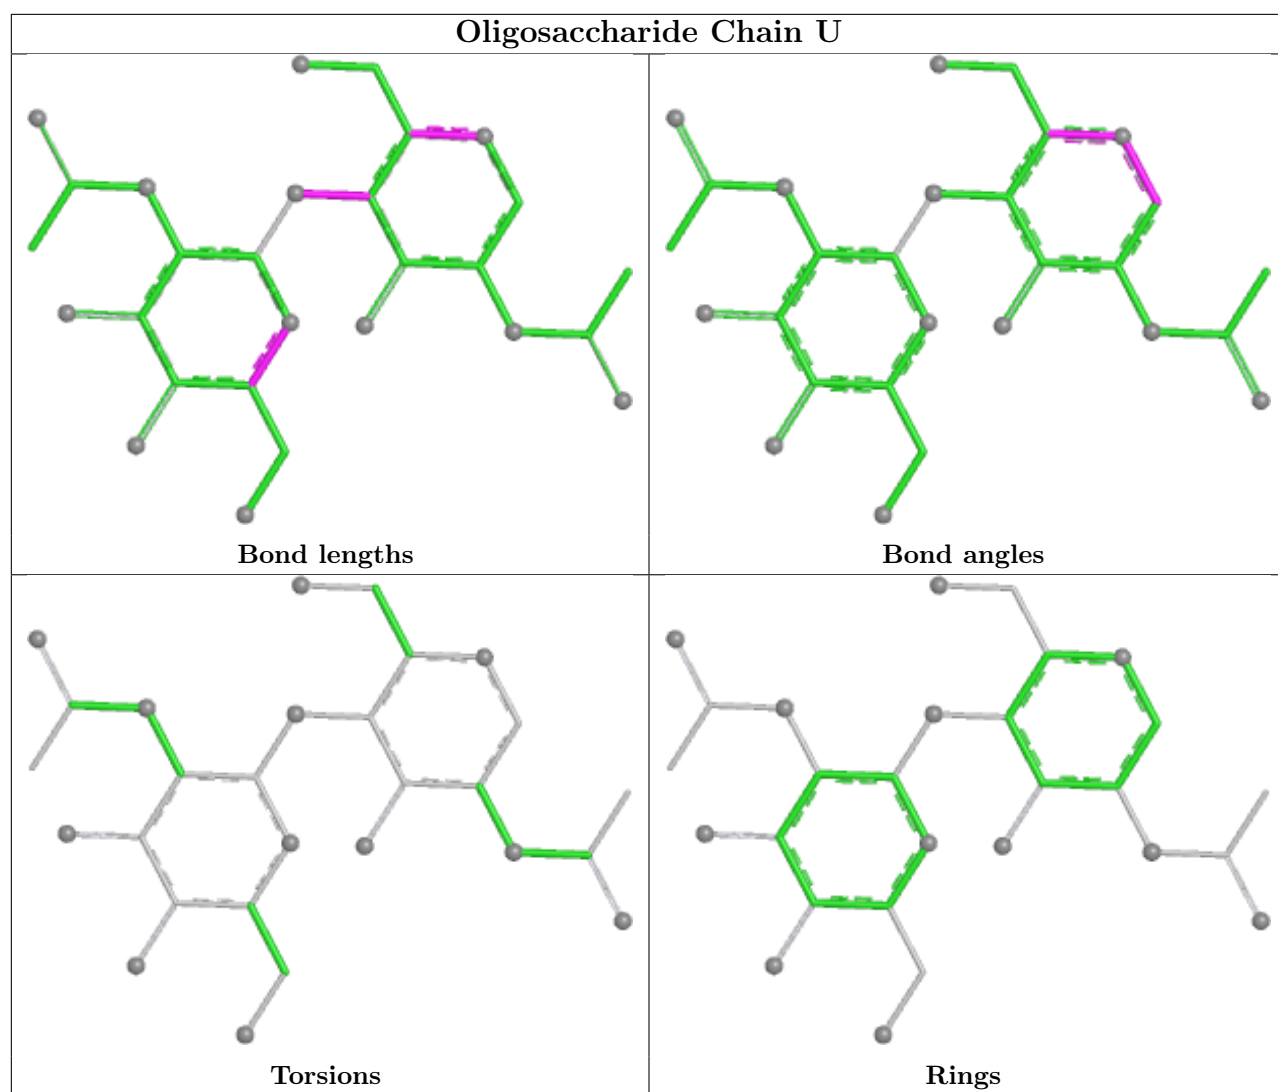 Oligosaccharide Chain U
Bond lengths
Bond angles
Torsions
Rings